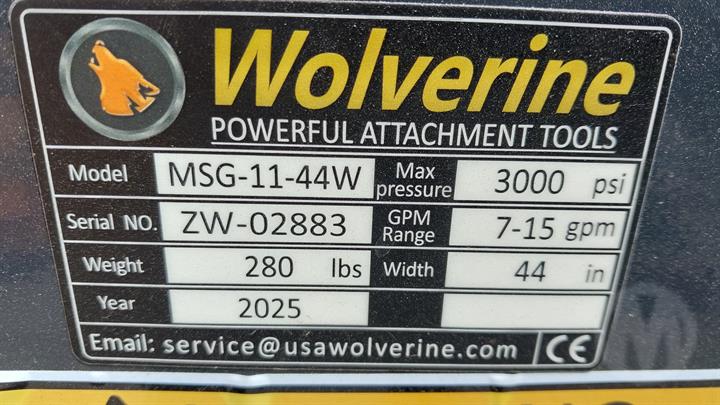 Wolverine
POWERFUL ATTACHMENT TOOLS
Model MSG-11-44W Max pressure 3000 psi
Serial NO. ZW-02883 GPM Range 7-15 gpm
Weight 280 lbs Width 44 in
Year 2025
Email: service@usawolverine.com CE